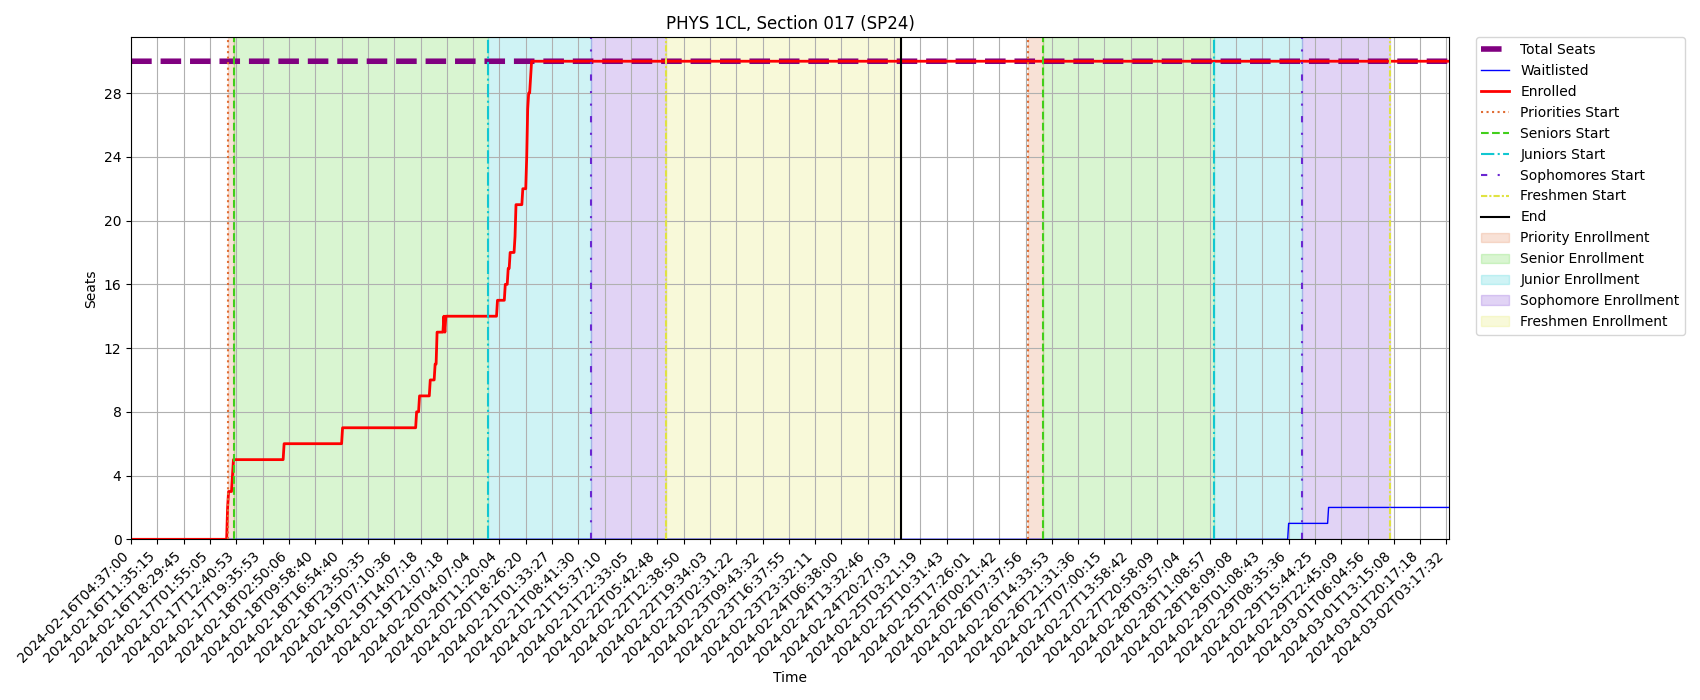 PHYS 1CL, Section 017 (SP24)
Seats
28
24
20
16
12
8
4
0
2024-02-16T04:37:00
2024-02-16T11:35:15
2024-02-16T18:29:45
2024-02-17T01:55:05
2024-02-17T12:40:53
2024-02-17T19:35:53
2024-02-18T02:50:06
2024-02-18T09:58:40
2024-02-18T16:54:40
2024-02-18T23:50:35
2024-02-19T07:10:36
2024-02-19T14:07:18
2024-02-19T21:07:18
2024-02-20T04:07:04
2024-02-20T11:20:04
2024-02-20T18:26:20
2024-02-21T01:33:27
2024-02-21T08:41:30
2024-02-21T15:37:10
2024-02-21T22:33:05
2024-02-22T05:42:48
2024-02-22T12:38:50
2024-02-22T19:34:03
2024-02-23T02:31:22
2024-02-23T09:43:32
2024-02-23T16:37:55
2024-02-23T23:32:11
2024-02-24T06:38:00
2024-02-24T13:32:46
2024-02-24T20:27:03
2024-02-25T03:21:19
2024-02-25T10:31:43
2024-02-25T17:26:01
2024-02-26T00:21:42
2024-02-26T07:37:56
2024-02-26T14:33:53
2024-02-26T21:31:36
2024-02-27T07:00:15
2024-02-27T13:58:42
2024-02-27T20:58:09
2024-02-28T03:57:04
2024-02-28T11:08:57
2024-02-28T18:09:08
2024-02-29T01:08:43
2024-02-29T08:35:36
2024-02-29T15:44:25
2024-02-29T22:45:09
2024-03-01T06:04:56
2024-03-01T13:15:08
2024-03-01T20:17:18
2024-03-02T03:17:32
Time
Total Seats
Waitlisted
Enrolled
Priorities Start
Seniors Start
Juniors Start
Sophomores Start
Freshmen Start
End
Priority Enrollment
Senior Enrollment
Junior Enrollment
Sophomore Enrollment
Freshmen Enrollment